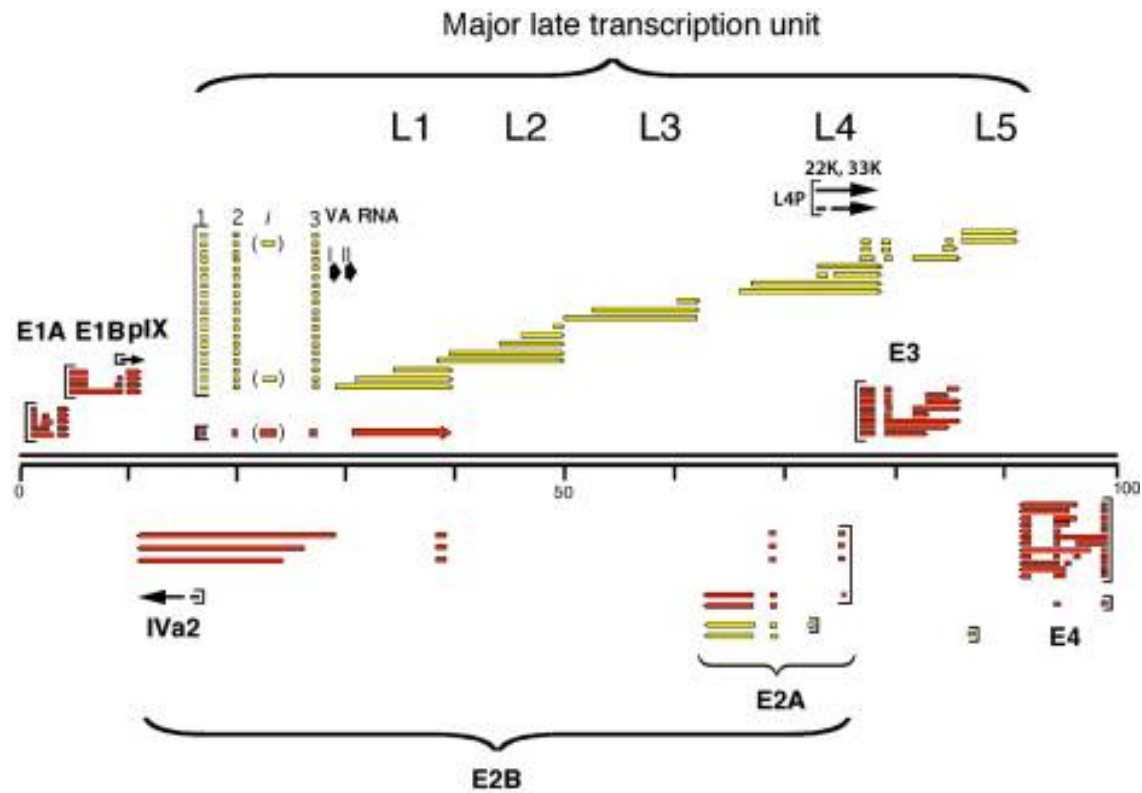 Major late transcription unit
L1 L2 L3 L4 L5
22K, 33K
L4P
1 2 i 3 VA RNA
( )
I II
E1A E1B pIX
E3
( )
E ( )
0 50 100
IVa2
E4
E2A
E2B